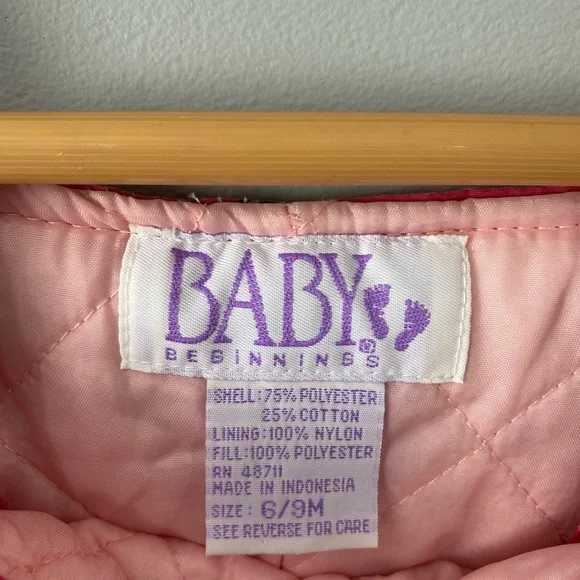 BABY
BEGINNINGS®
SHELL: 75% POLYESTER
25% COTTON
LINING: 100% NYLON
FILL: 100% POLYESTER
RN 48711
MADE IN INDONESIA
SIZE: 6/9M
SEE REVERSE FOR CARE